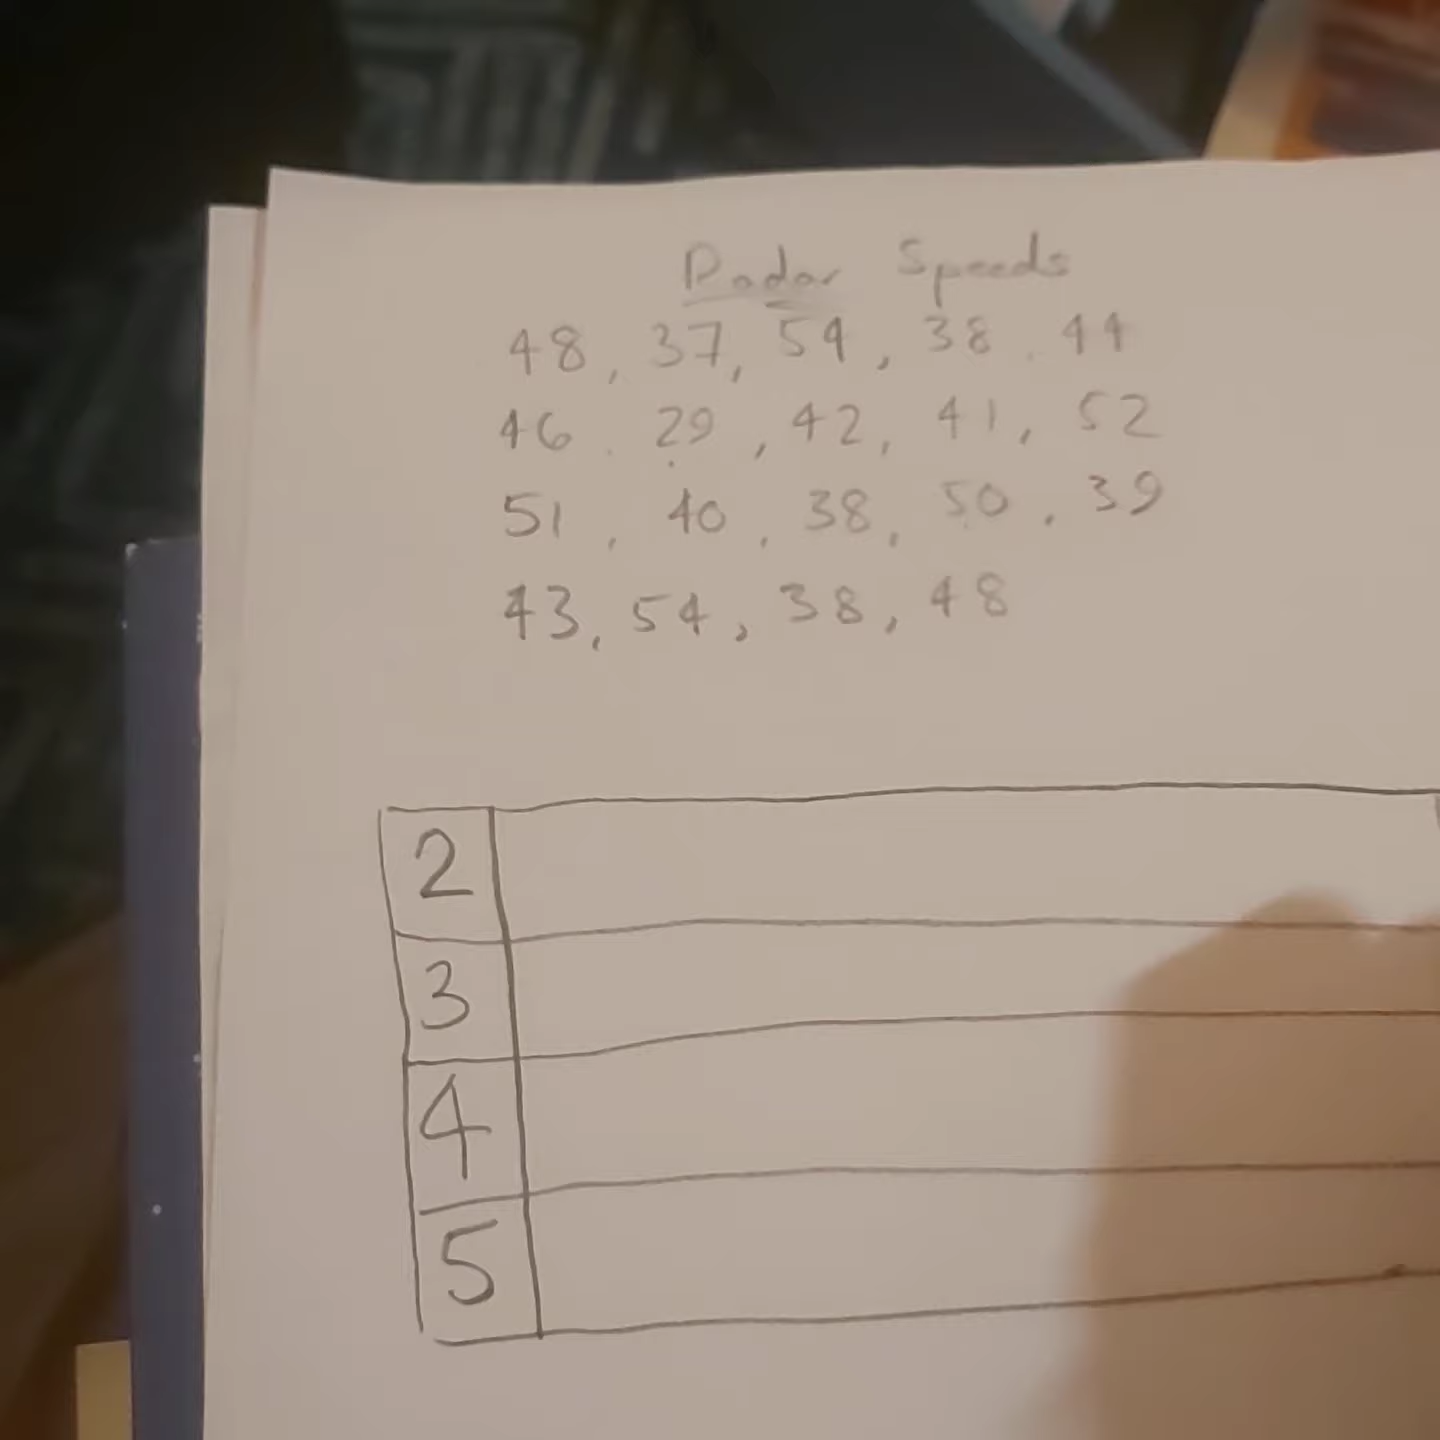 Radar Speeds
48, 37, 54, 38, 44
46, 29, 42, 41, 52
51, 40, 38, 50, 39
43, 54, 38, 48
2
3
4
5